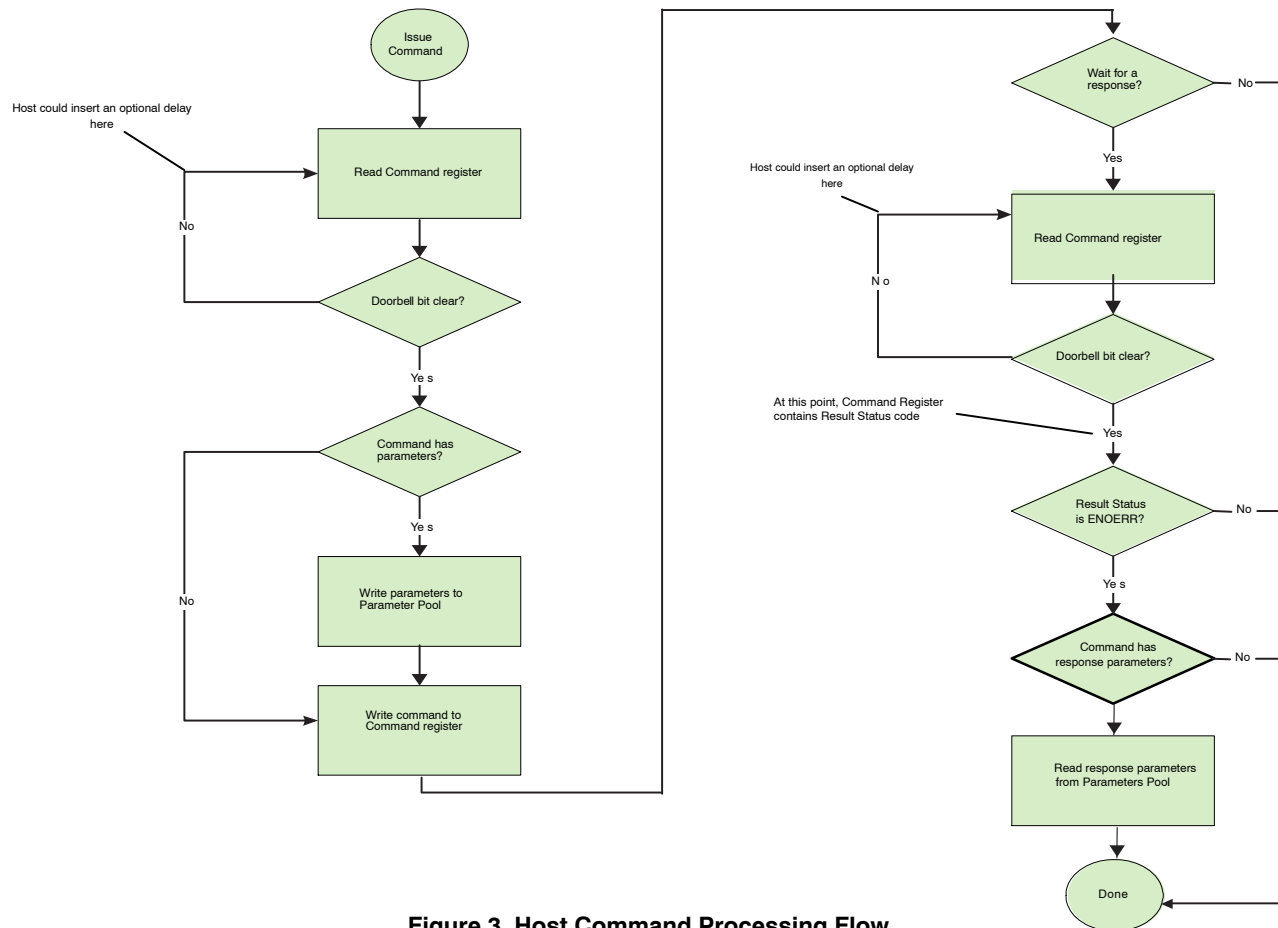 Issue
Command
Host could insert an optional delay
here
Read Command register
No
Doorbell bit clear?
Ye s
Command has
parameters?
Ye s
No
Write parameters to
Parameter Pool
Write command to
Command register
Wait for a
response?
No
Yes
Host could insert an optional delay
here
Read Command register
N o
Doorbell bit clear?
At this point, Command Register
contains Result Status code
Yes
Result Status
is ENOERR?
No
Ye s
Command has
response parameters?
No
Read response parameters
from Parameters Pool
Done
Figure 3. Host Command Processing Flow